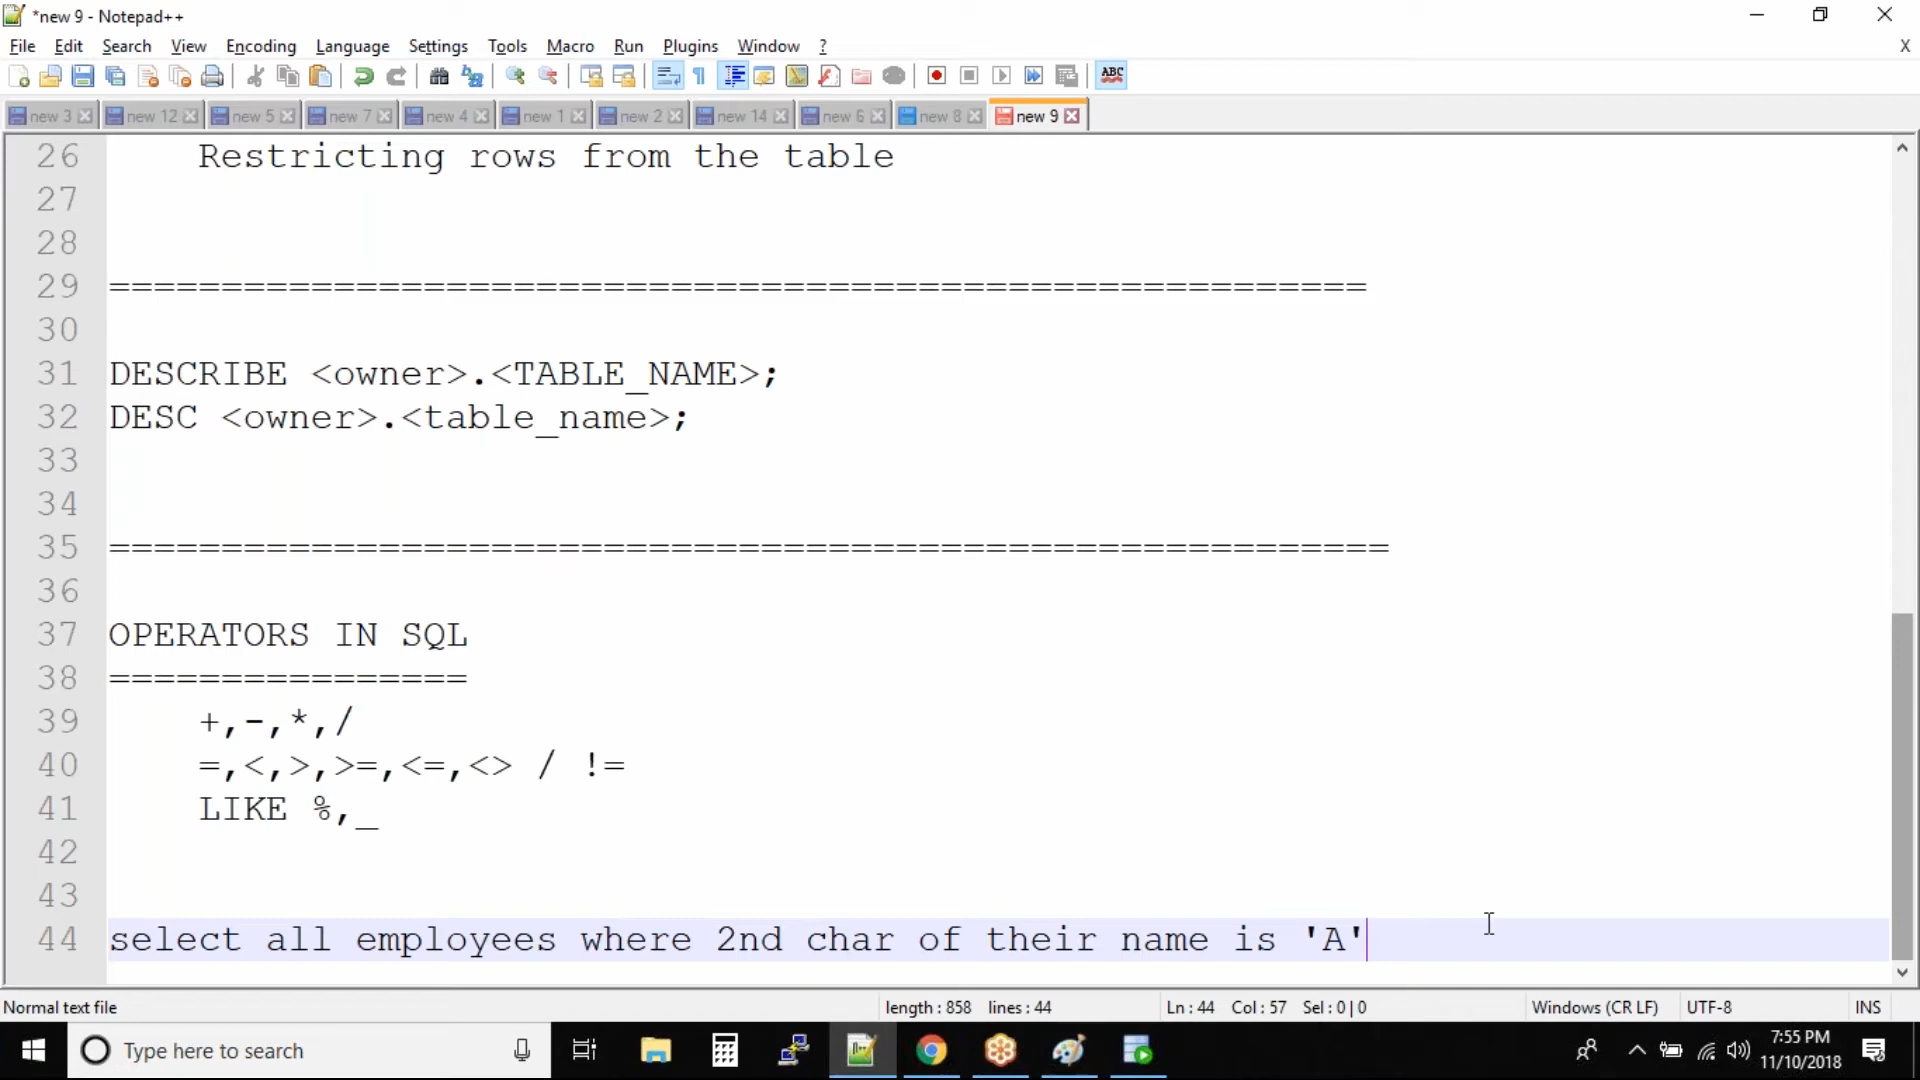 *new 9 - Notepad++
File Edit Search View Encoding Language Settings Tools Macro Run Plugins Window ? X
ABC
new 3 new 12 new 5 new 7 new 4 new 1 new 2 new 14 new 6 new 8 new 9
26 Restricting rows from the table
27
28
29 ========================================================
30
31 DESCRIBE <owner>.<TABLE_NAME>;
32 DESC <owner>.<table_name>;
33
34
35 =========================================================
36
37 OPERATORS IN SQL
38 ================
39 +,-,*,/
40 =,<,>,>=,<=,<> / !=
41 LIKE %,_
42
43
44 select all employees where 2nd char of their name is 'A'
Normal text file length : 858 lines : 44 Ln : 44 Col : 57 Sel : 0 | 0 Windows (CR LF) UTF-8 INS
Type here to search
7:55 PM
11/10/2018